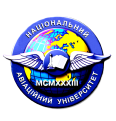 НАЦІОНАЛЬНИЙ
MCMXXXIII
АВІАЦІЙНИЙ УНІВЕРСИТЕТ